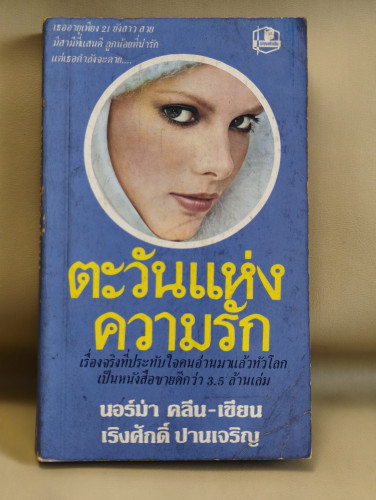 เธออายุเพียง 21 ยังสาว สวย
มีสามีที่แสนดี ลูกน้อยที่น่ารัก
แต่เธอกำลังจะตาย....
ตะวันแห่ง
ความรัก
เรื่องจริงที่ประทับใจคนอ่านมาแล้วทั่วโลก
เป็นหนังสือขายดีกว่า 3.5 ล้านเล่ม
นอร์ม่า คลีน-เขียน
เริงศักดิ์ ปานเจริญ